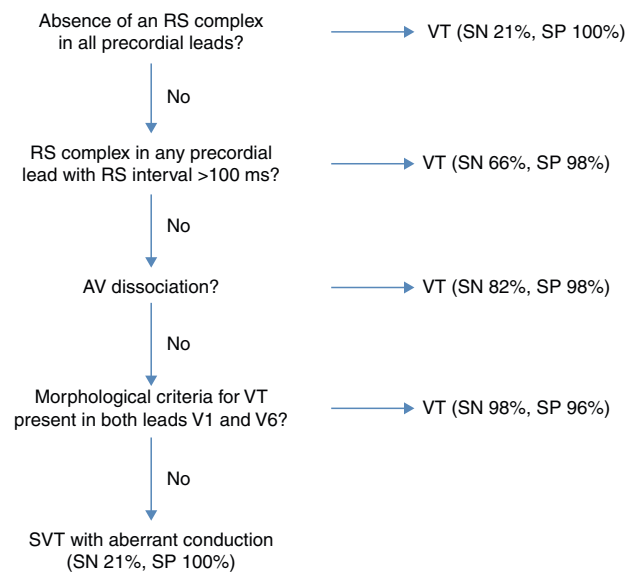 Absence of an RS complex
in all precordial leads?
VT (SN 21%, SP 100%)
No
RS complex in any precordial
lead with RS interval >100 ms?
VT (SN 66%, SP 98%)
No
AV dissociation?
VT (SN 82%, SP 98%)
No
Morphological criteria for VT
present in both leads V1 and V6?
VT (SN 98%, SP 96%)
No
SVT with aberrant conduction
(SN 21%, SP 100%)